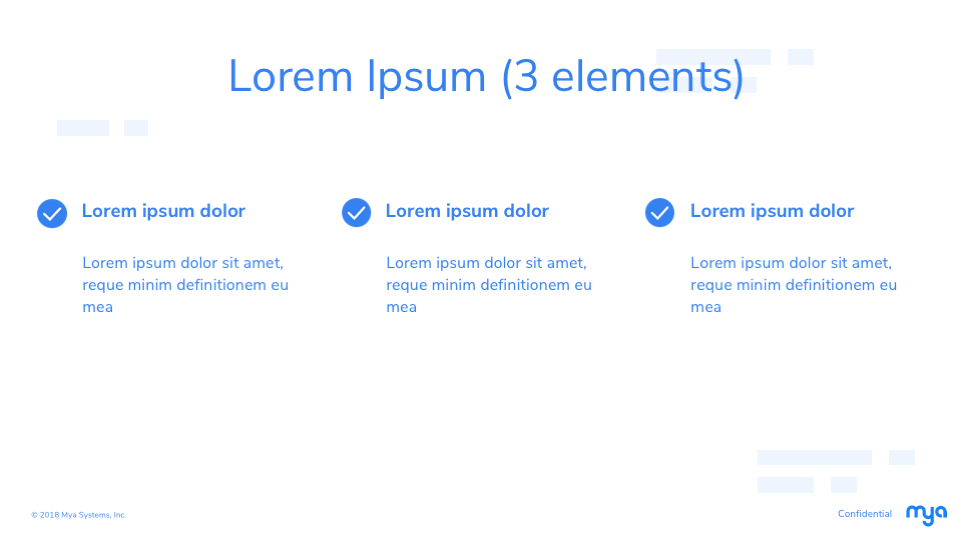 Lorem Ipsum (3 elements)
Lorem ipsum dolor
Lorem ipsum dolor sit amet,
reque minim definitionem eu
mea
Lorem ipsum dolor
Lorem ipsum dolor sit amet,
reque minim definitionem eu
mea
Lorem ipsum dolor
Lorem ipsum dolor sit amet,
reque minim definitionem eu
mea
© 2018 Mya Systems, Inc.
Confidential
mya